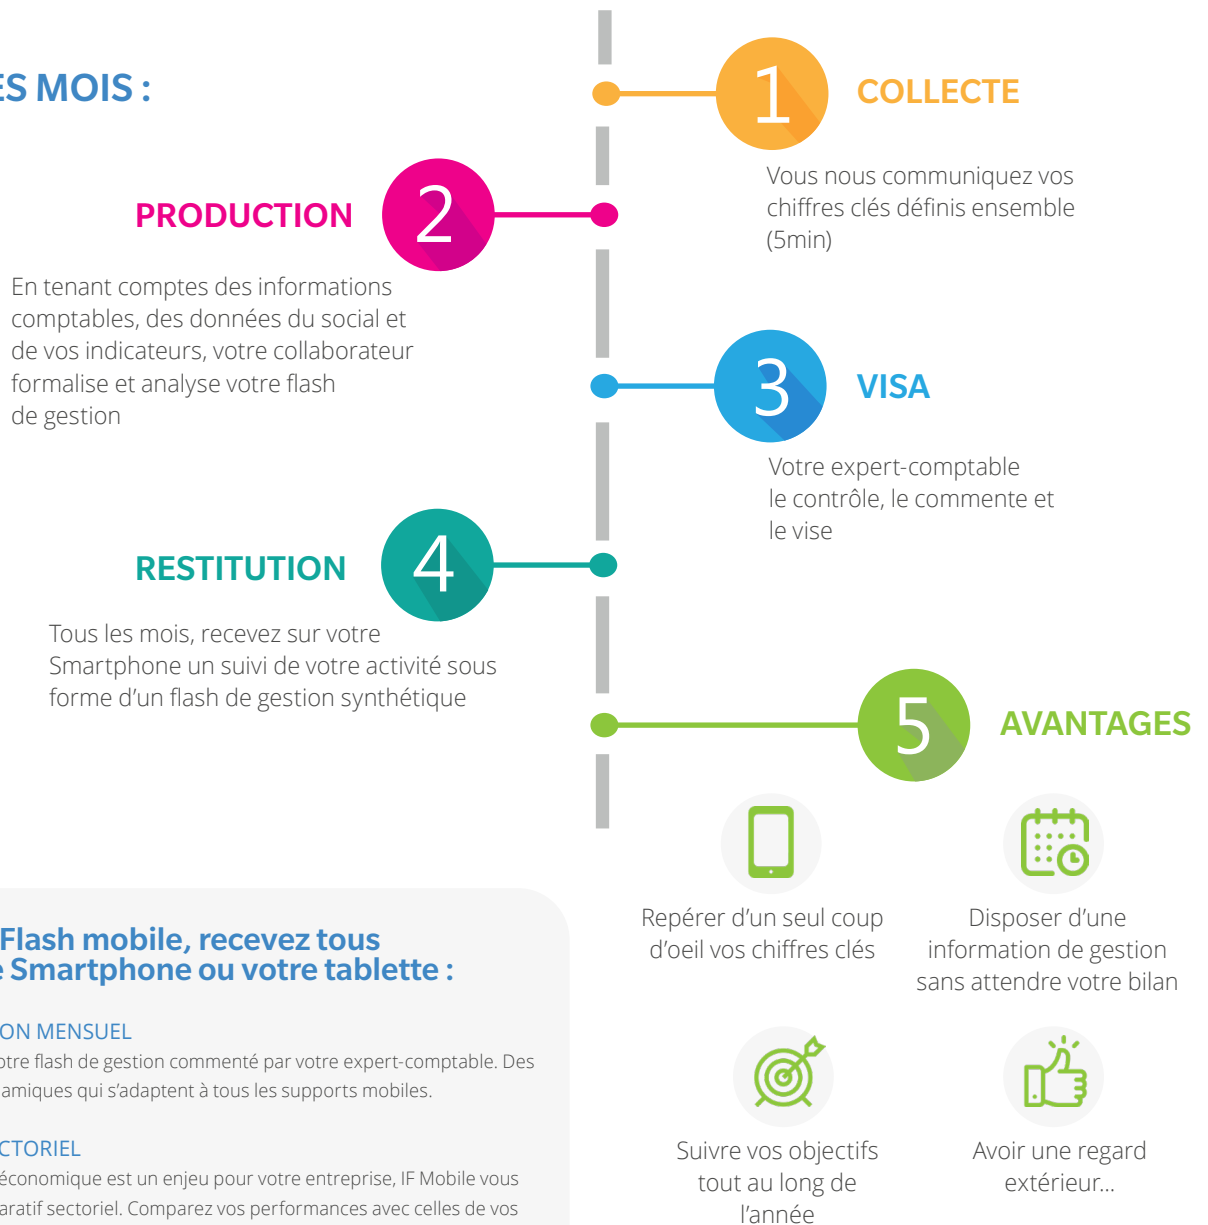 ES MOIS :
1
COLLECTE
Vous nous communiquez vos
chiffres clés définis ensemble
(5min)
2
PRODUCTION
En tenant comptes des informations
comptables, des données du social et
de vos indicateurs, votre collaborateur
formalise et analyse votre flash
de gestion
3
VISA
Votre expert-comptable
le contrôle, le commente et
le vise
4
RESTITUTION
Tous les mois, recevez sur votre
Smartphone un suivi de votre activité sous
forme d’un flash de gestion synthétique
5
AVANTAGES
Repérer d’un seul coup
d’oeil vos chiffres clés
Disposer d’une
information de gestion
sans attendre votre bilan
Suivre vos objectifs
tout au long de
l’année
Avoir une regard
extérieur...
Flash mobile, recevez tous
e Smartphone ou votre tablette :
ON MENSUEL
otre flash de gestion commenté par votre expert-comptable. Des
amiques qui s’adaptent à tous les supports mobiles.
CTORIEL
économique est un enjeu pour votre entreprise, IF Mobile vous
aratif sectoriel. Comparez vos performances avec celles de vos